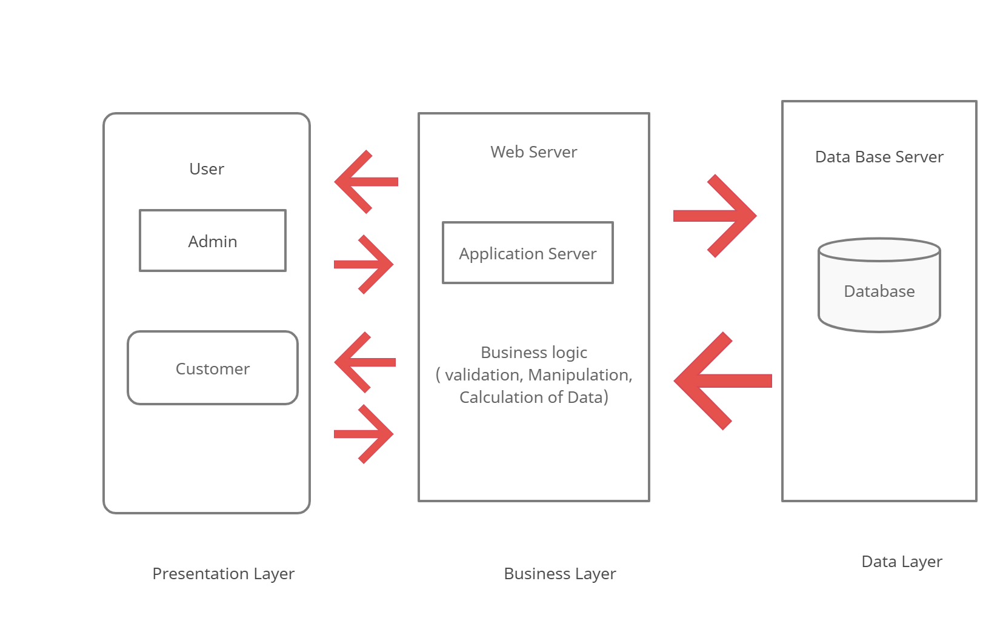 User
Admin
Customer
Web Server
Application Server
Business logic
( validation, Manipulation,
Calculation of Data)
Data Base Server
Database
Presentation Layer
Business Layer
Data Layer